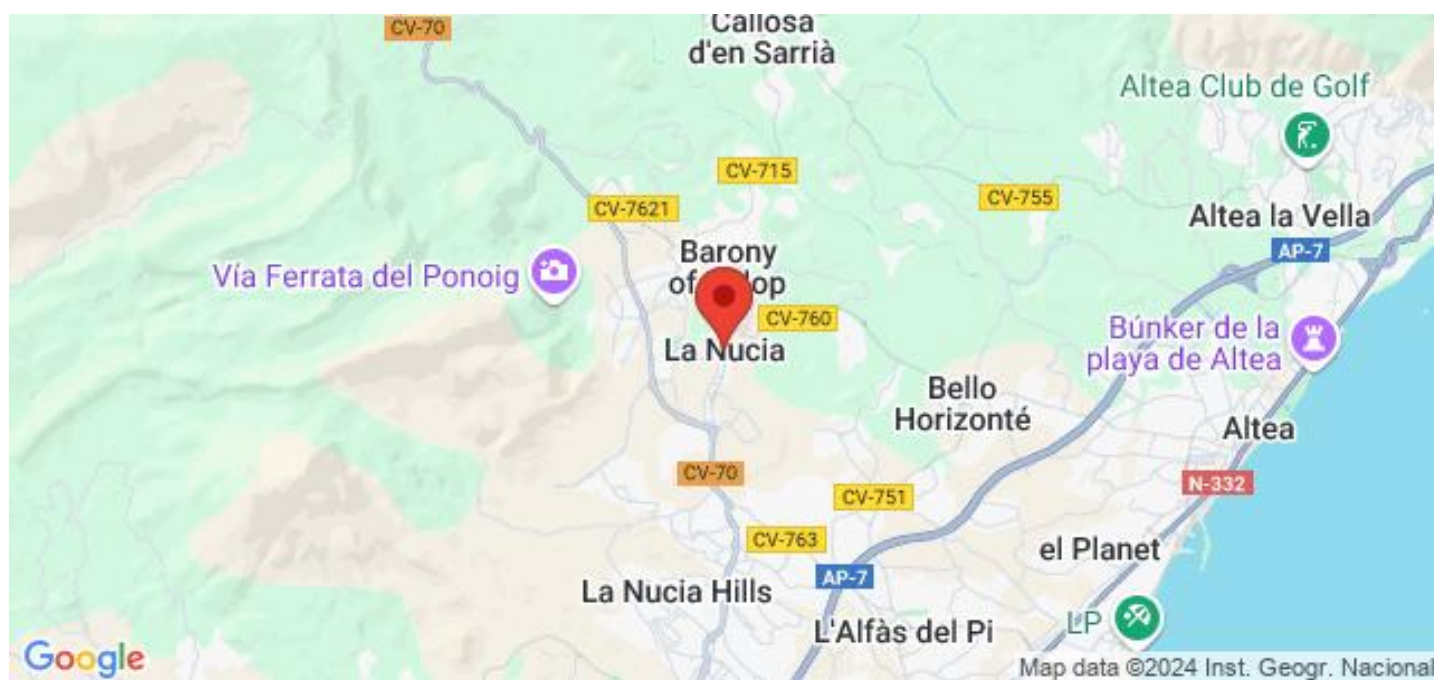 CV-70
Callosa
d'en Sarrià
Altea Club de Golf
CV-715
CV-755
CV-7621
Altea la Vella
AP-7
Barony
Vía Ferrata del Ponoig
CV-760
La Nucia
Búnker de la
playa de Altea
Bello
Horizonté
Altea
CV-70
N-332
CV-751
CV-763
el Planet
AP-7
La Nucia Hills
L'Alfàs del Pi
LP
Google
Map data ©2024 Inst. Geogr. Nacional